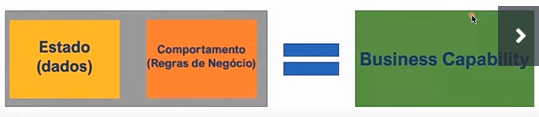 Estado
(dados)
Comportamento
(Regras de Negócio)
Business Capability